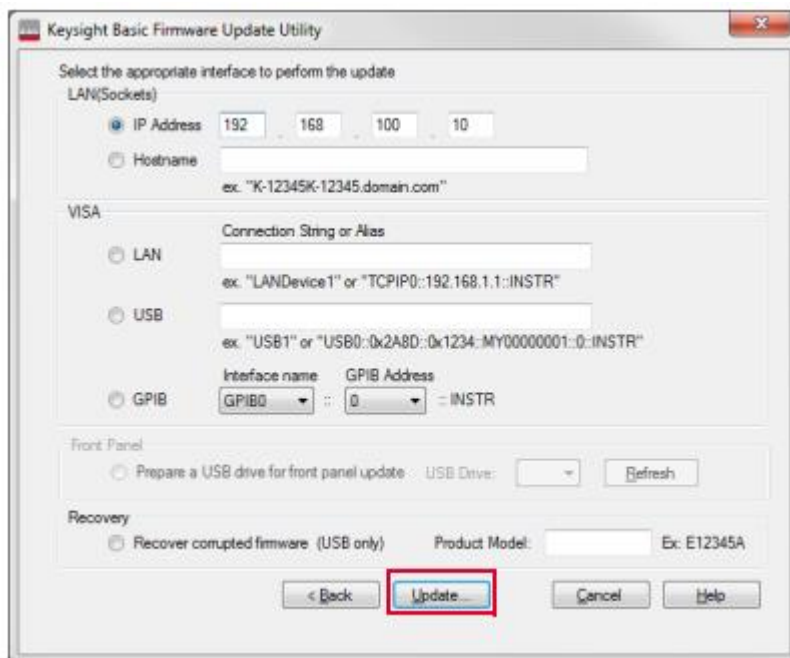 Keysight Basic Firmware Update Utility
Select the appropriate interface to perform the update
LAN(Sockets)
IP Address 192 . 168 . 100 . 10
Hostname
ex. "K-12345K-12345.domain.com"
VISA
Connection String or Alias
LAN
ex. "LANDevice1" or "TCPIP0::192.168.1.1::INSTR"
USB
ex. "USB1" or "USB0::0x2A8D::0x1234::MY00000001::0::INSTR"
Interface name GPIB Address
GPIB GPIB0 :: 0 :: INSTR
Front Panel
Prepare a USB drive for front panel update USB Drive: Refresh
Recovery
Recover corrupted firmware (USB only) Product Model: Ex: E12345A
< Back Update... Cancel Help